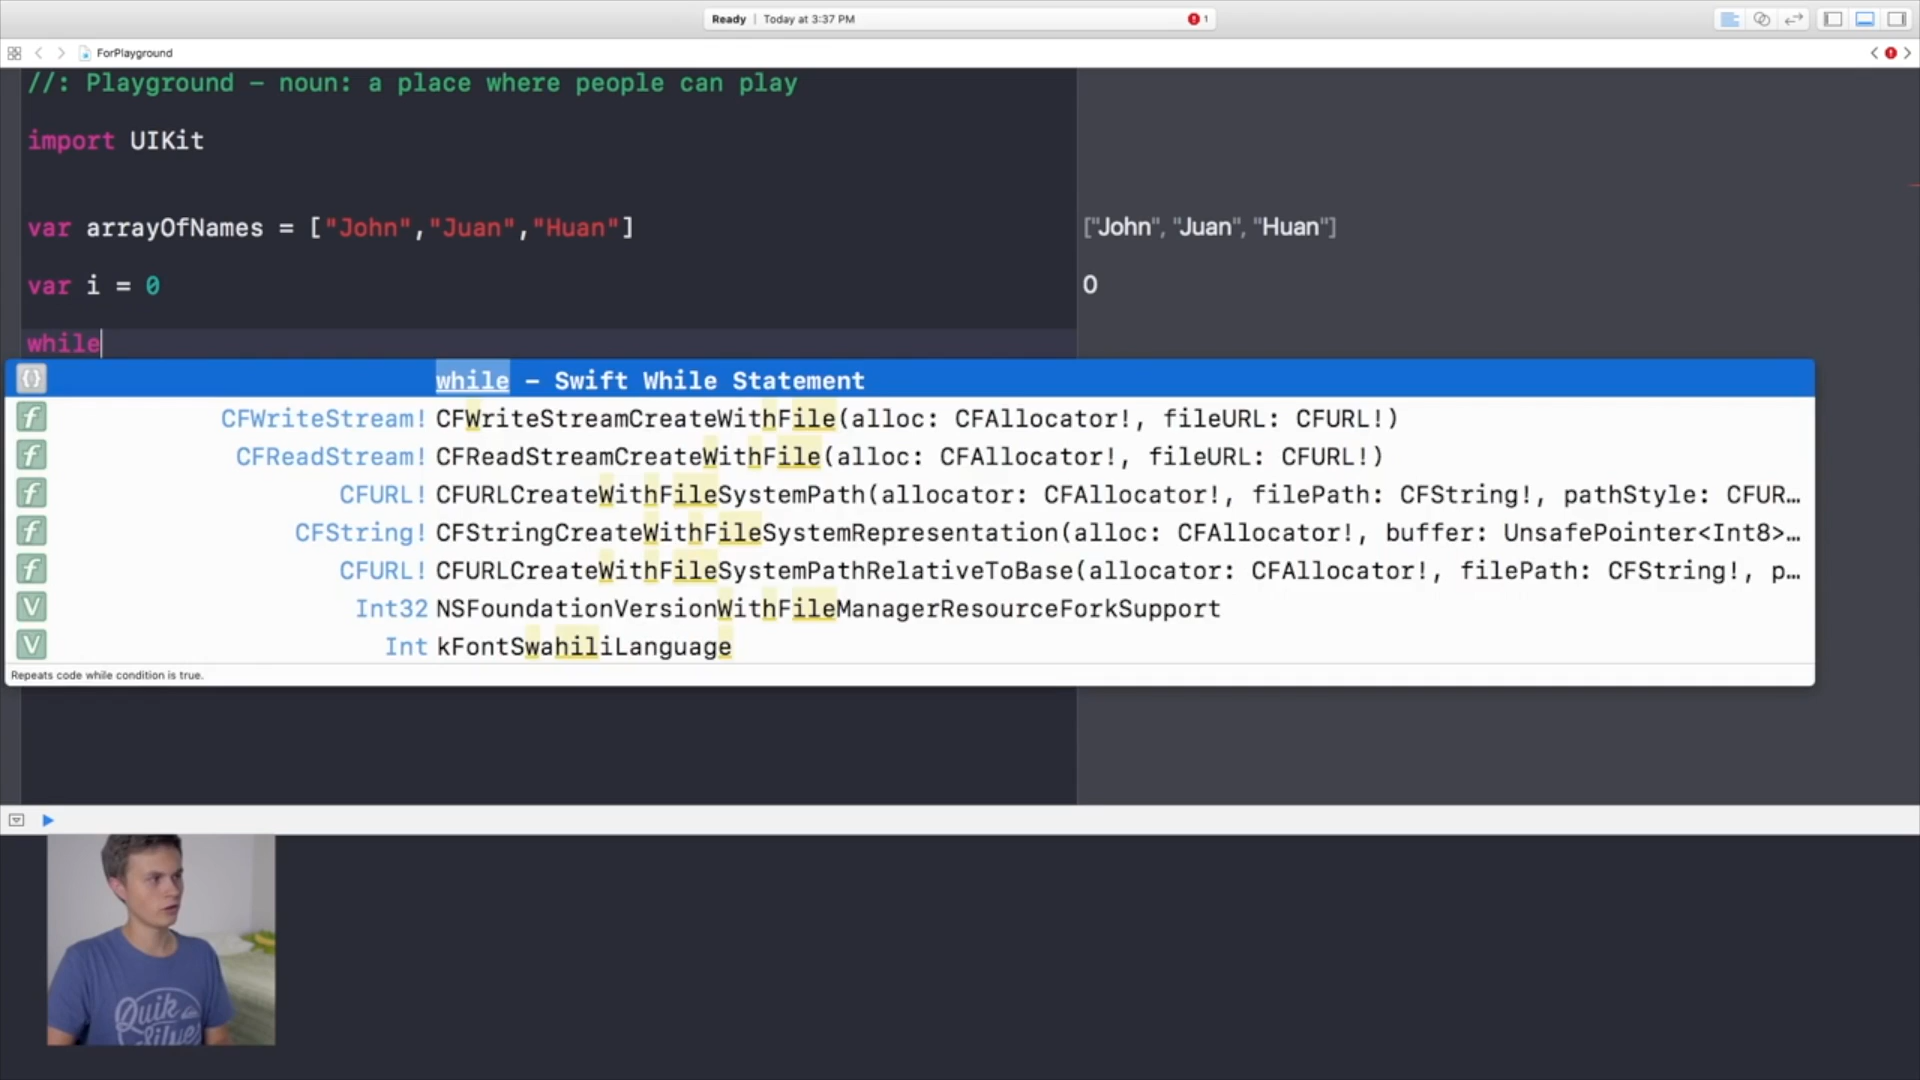 Ready | Today at 3:37 PM 1
ForPlayground
//: Playground – noun: a place where people can play
import UIKit
var arrayOfNames = ["John","Juan","Huan"]
["John", "Juan", "Huan"]
var i = 0
0
while
{} while – Swift While Statement
f CFWriteStream! CFWriteStreamCreateWithFile(alloc: CFAllocator!, fileURL: CFURL!)
f CFReadStream! CFReadStreamCreateWithFile(alloc: CFAllocator!, fileURL: CFURL!)
f CFURL! CFURLCreateWithFileSystemPath(allocator: CFAllocator!, filePath: CFString!, pathStyle: CFUR…
f CFString! CFStringCreateWithFileSystemRepresentation(alloc: CFAllocator!, buffer: UnsafePointer<Int8>…
f CFURL! CFURLCreateWithFileSystemPathRelativeToBase(allocator: CFAllocator!, filePath: CFString!, p…
V Int32 NSFoundationVersionWithFileManagerResourceForkSupport
V Int kFontSwahiliLanguage
Repeats code while condition is true.
Quik
Silver